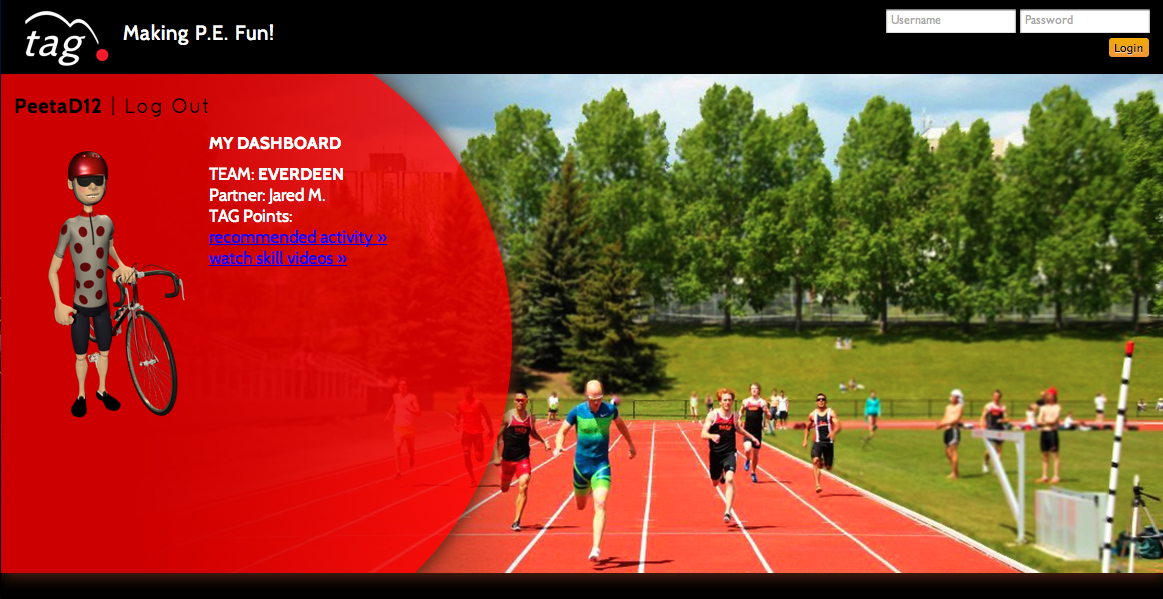 tag
Making P.E. Fun!
Username
Password
Login
PeetaD12 | Log Out
MY DASHBOARD
TEAM: EVERDEEN
Partner: Jared M.
TAG Points:
recommended activity »
watch skill videos »